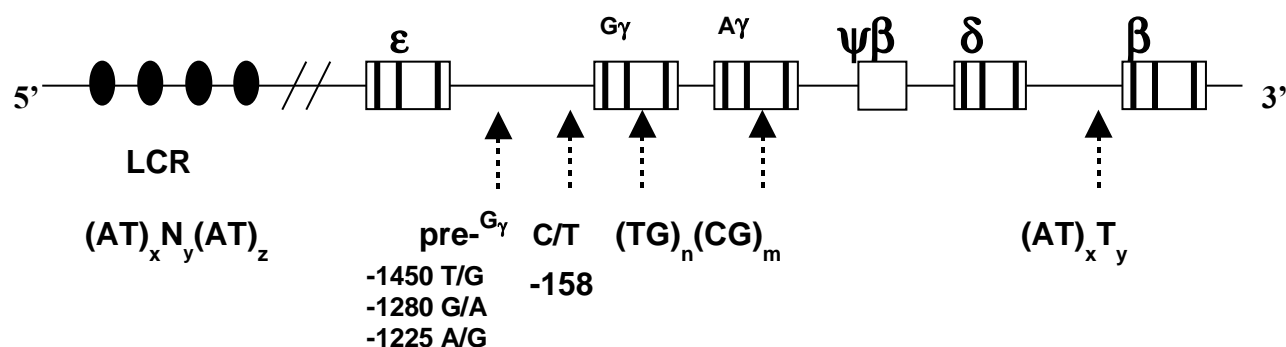 ε Gγ Aγ ψβ δ β
5’ 3’
LCR
(AT)xNy(AT)z pre-Gγ C/T (TG)n(CG)m (AT)xTy
-1450 T/G -158
-1280 G/A
-1225 A/G